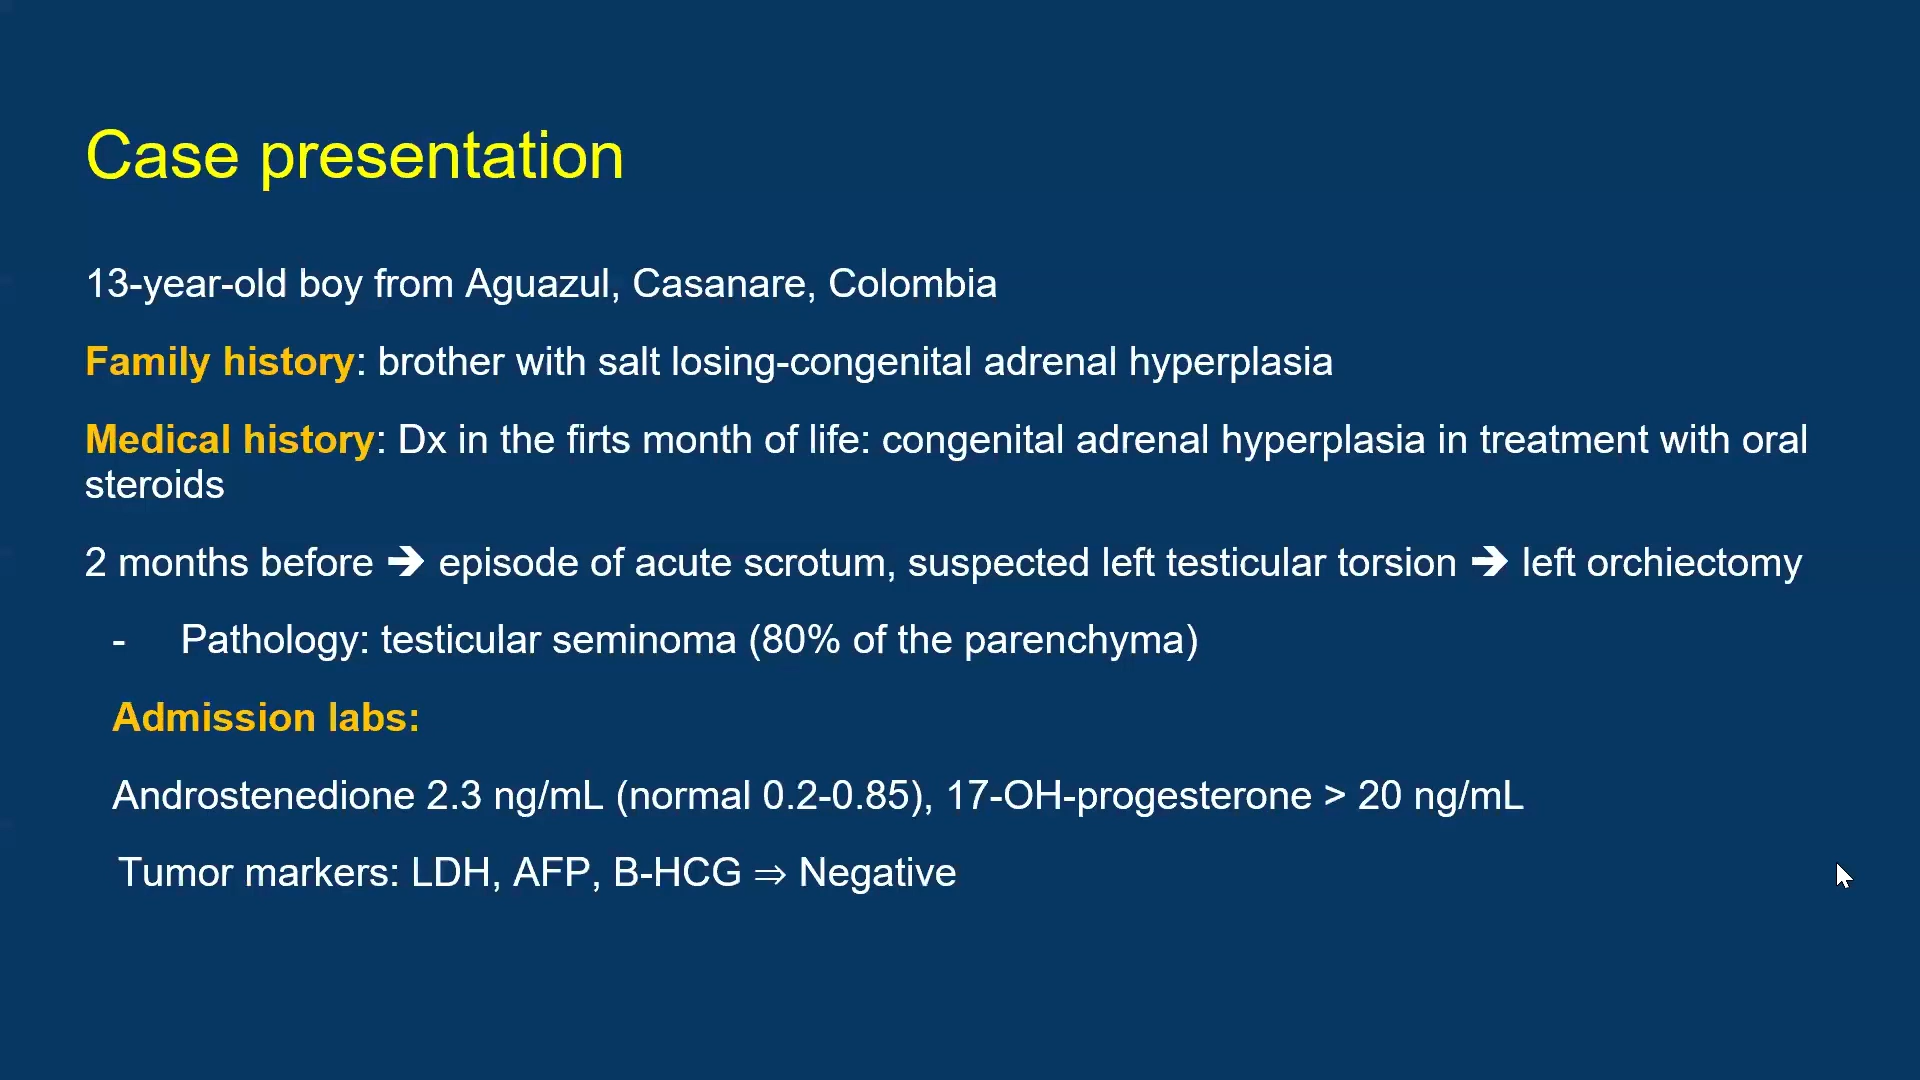 Case presentation
13-year-old boy from Aguazul, Casanare, Colombia
Family history: brother with salt losing-congenital adrenal hyperplasia
Medical history: Dx in the firts month of life: congenital adrenal hyperplasia in treatment with oral
steroids
2 months before 🡪 episode of acute scrotum, suspected left testicular torsion 🡪 left orchiectomy
- Pathology: testicular seminoma (80% of the parenchyma)
Admission labs:
Androstenedione 2.3 ng/mL (normal 0.2-0.85), 17-OH-progesterone > 20 ng/mL
Tumor markers: LDH, AFP, B-HCG ⇒ Negative